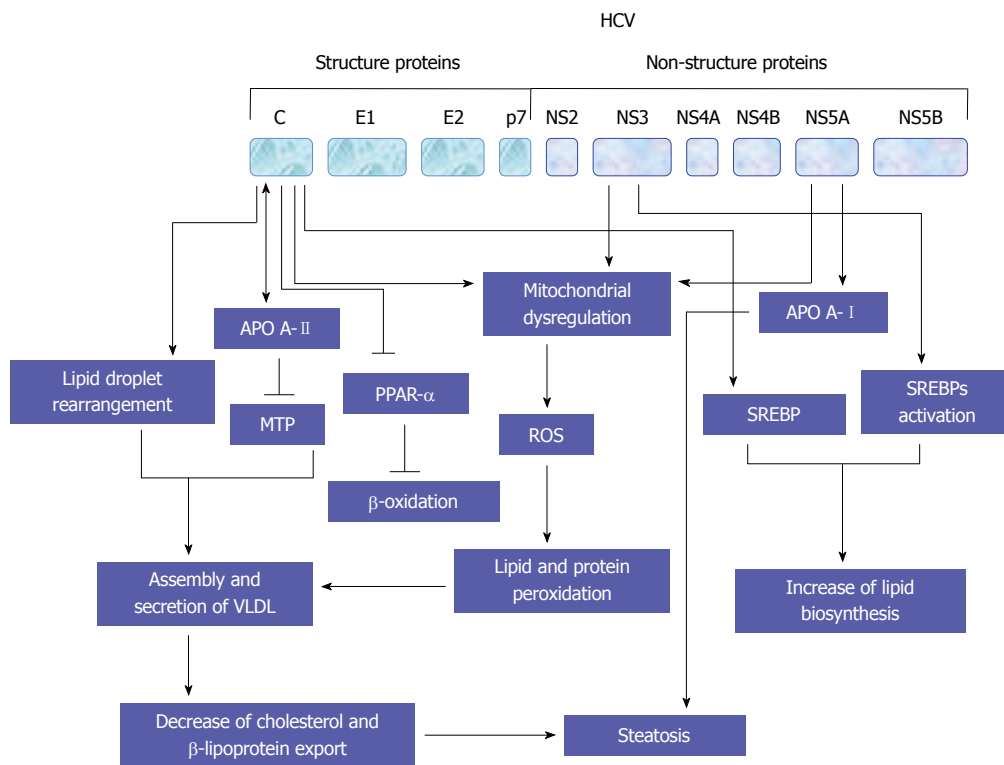 HCV
Structure proteins
Non-structure proteins
C
E1
E2
p7
NS2
NS3
NS4A
NS4B
NS5A
NS5B
Mitochondrial
dysregulation
APO A-Ⅱ
APO A-Ⅰ
Lipid droplet
rearrangement
PPAR-α
SREBPs
activation
MTP
SREBP
ROS
β-oxidation
Assembly and
secretion of VLDL
Lipid and protein
peroxidation
Increase of lipid
biosynthesis
Decrease of cholesterol and
β-lipoprotein export
Steatosis